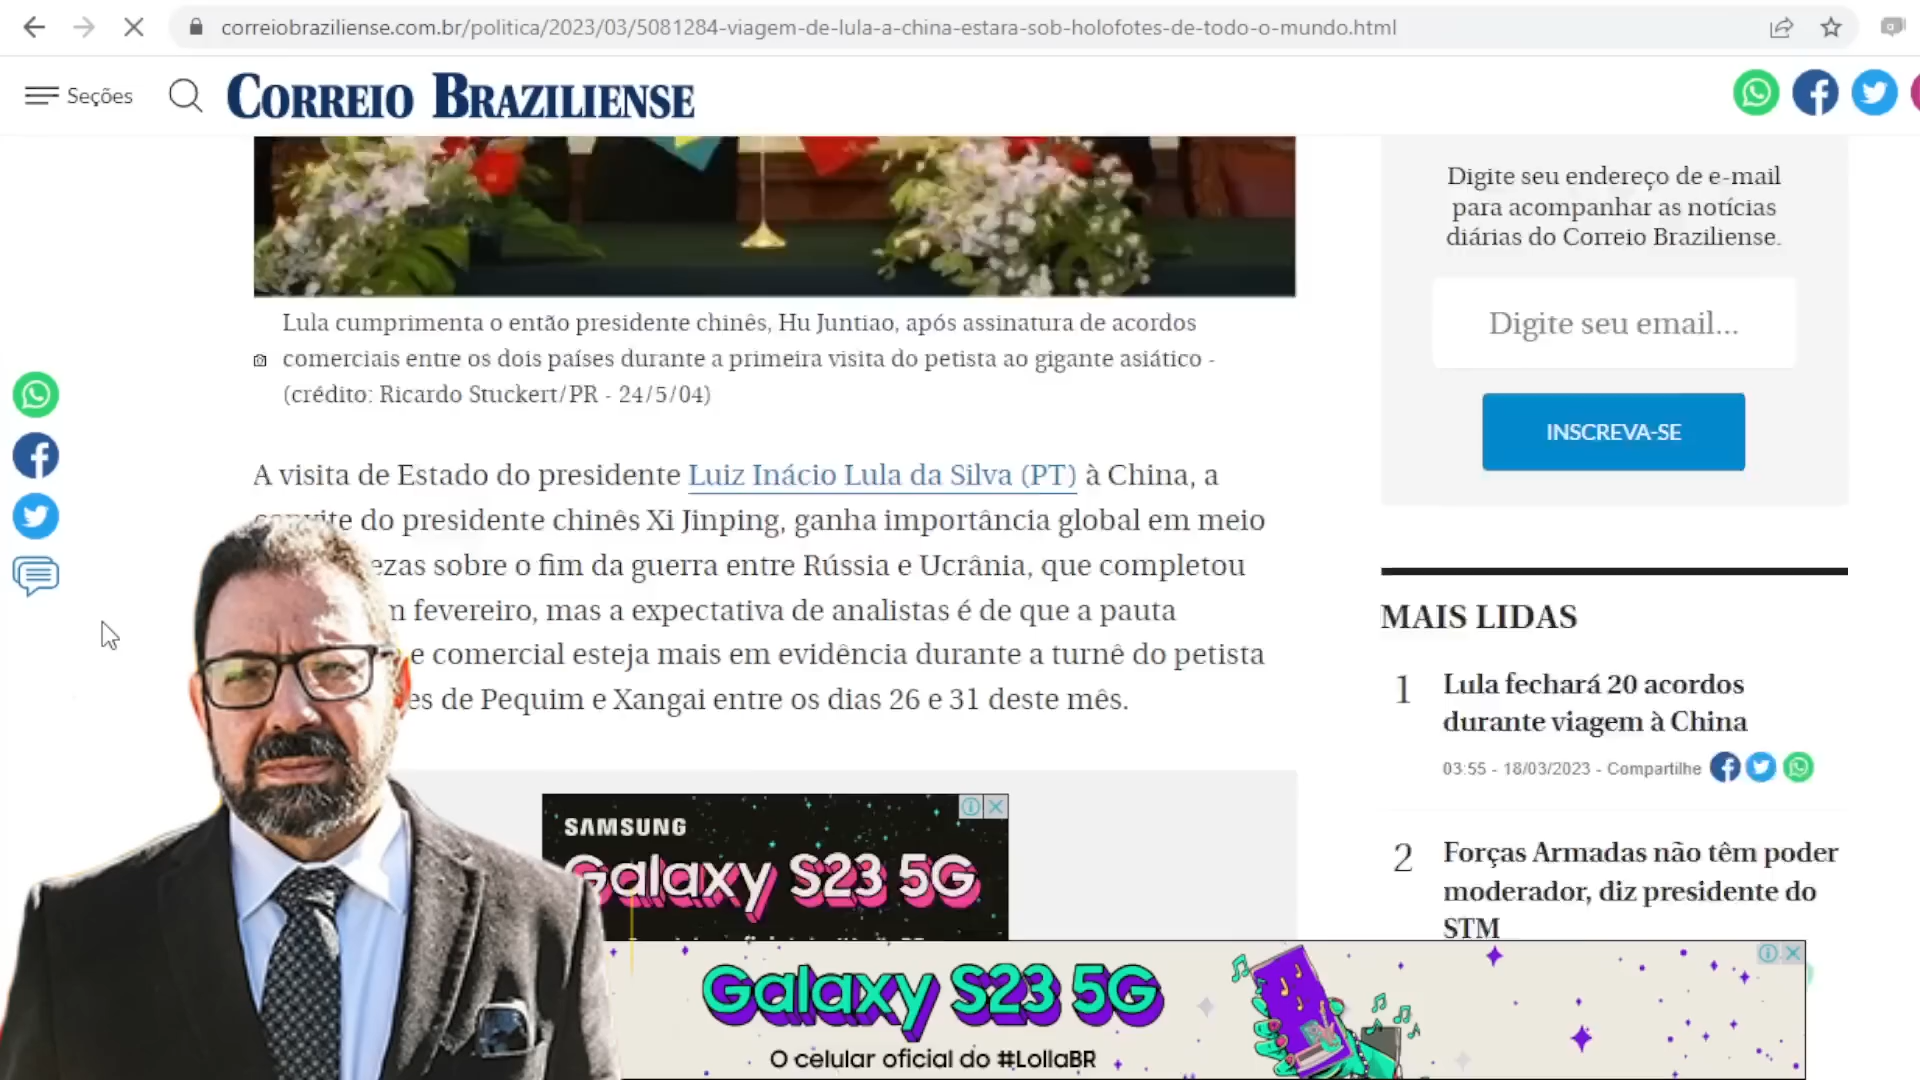 correiobraziliense.com.br/politica/2023/03/5081284-viagem-de-lula-a-china-estara-sob-holofotes-de-todo-o-mundo.html
Seções
CORREIO BRAZILIENSE
Lula cumprimenta o então presidente chinês, Hu Juntiao, após assinatura de acordos
comerciais entre os dois países durante a primeira visita do petista ao gigante asiático -
(crédito: Ricardo Stuckert/PR - 24/5/04)
A visita de Estado do presidente Luiz Inácio Lula da Silva (PT) à China, a
do presidente chinês Xi Jinping, ganha importância global em meio
sobre o fim da guerra entre Rússia e Ucrânia, que completou
fevereiro, mas a expectativa de analistas é de que a pauta
e comercial esteja mais em evidência durante a turnê do petista
de Pequim e Xangai entre os dias 26 e 31 deste mês.
SAMSUNG
Galaxy S23 5G
Digite seu endereço de e-mail
para acompanhar as notícias
diárias do Correio Braziliense.
Digite seu email...
INSCREVA-SE
MAIS LIDAS
1 Lula fechará 20 acordos
durante viagem à China
03:55 - 18/03/2023 - Compartilhe
2 Forças Armadas não têm poder
moderador, diz presidente do
STM
Galaxy S23 5G
O celular oficial do #LollaBR